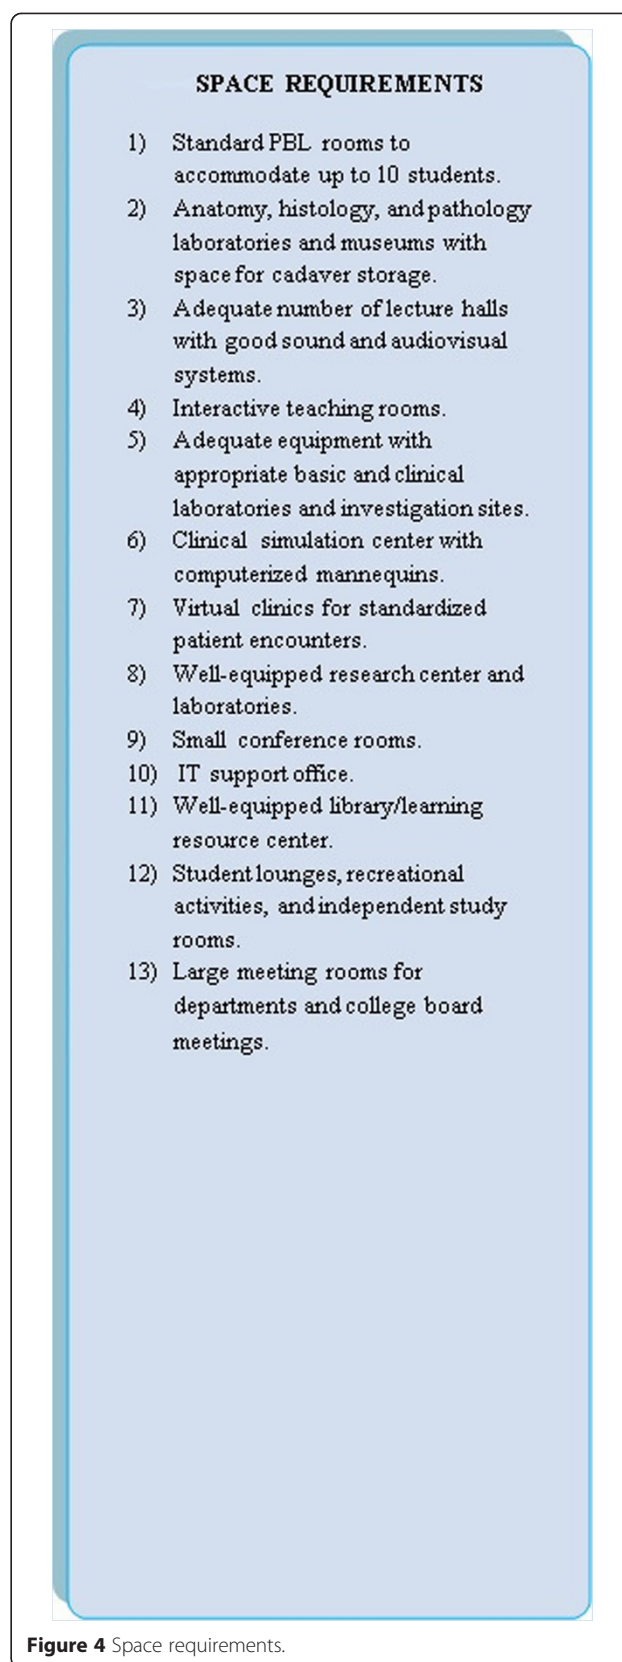 SPACE REQUIREMENTS
1) Standard PBL rooms to
accommodate up to 10 students.
2) Anatomy, histology, and pathology
laboratories and museums with
space for cadaver storage.
3) Adequate number of lecture halls
with good sound and audiovisual
systems.
4) Interactive teaching rooms.
5) Adequate equipment with
appropriate basic and clinical
laboratories and investigation sites.
6) Clinical simulation center with
computerized mannequins.
7) Virtual clinics for standardized
patient encounters.
8) Well-equipped research center and
laboratories.
9) Small conference rooms.
10) IT support office.
11) Well-equipped library/learning
resource center.
12) Student lounges, recreational
activities, and independent study
rooms.
13) Large meeting rooms for
departments and college board
meetings.
Figure 4 Space requirements.